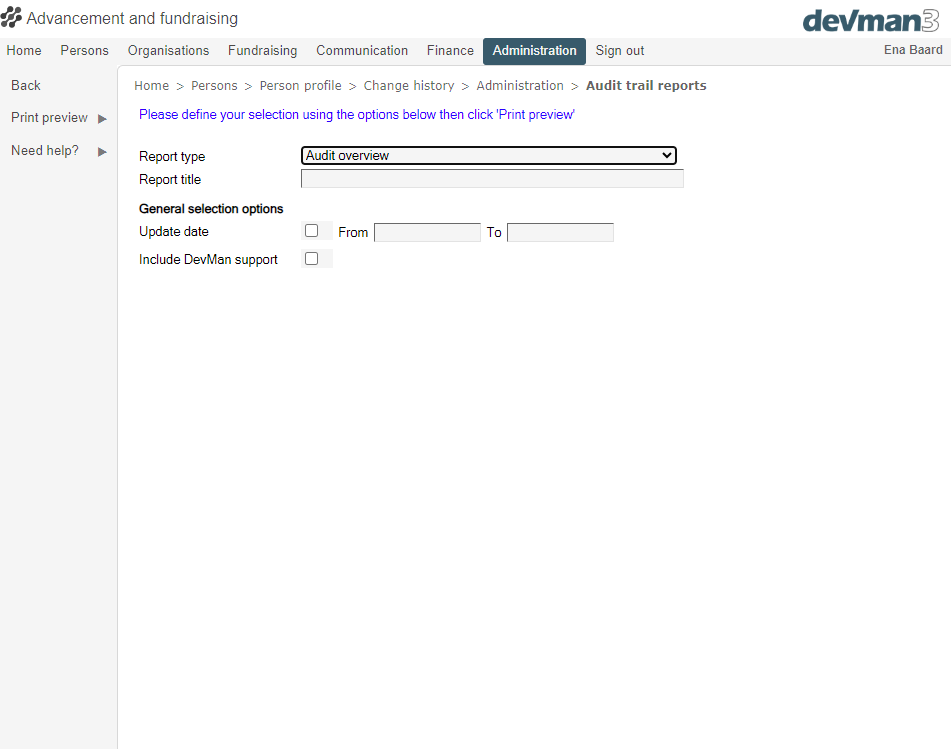 Advancement and fundraising
devman3
Home Persons Organisations Fundraising Communication Finance Administration Sign out Ena Baard
Back
Print preview
Need help?
Home > Persons > Person profile > Change history > Administration > Audit trail reports
Please define your selection using the options below then click 'Print preview'
Report type Audit overview
Report title
General selection options
Update date From To
Include DevMan support